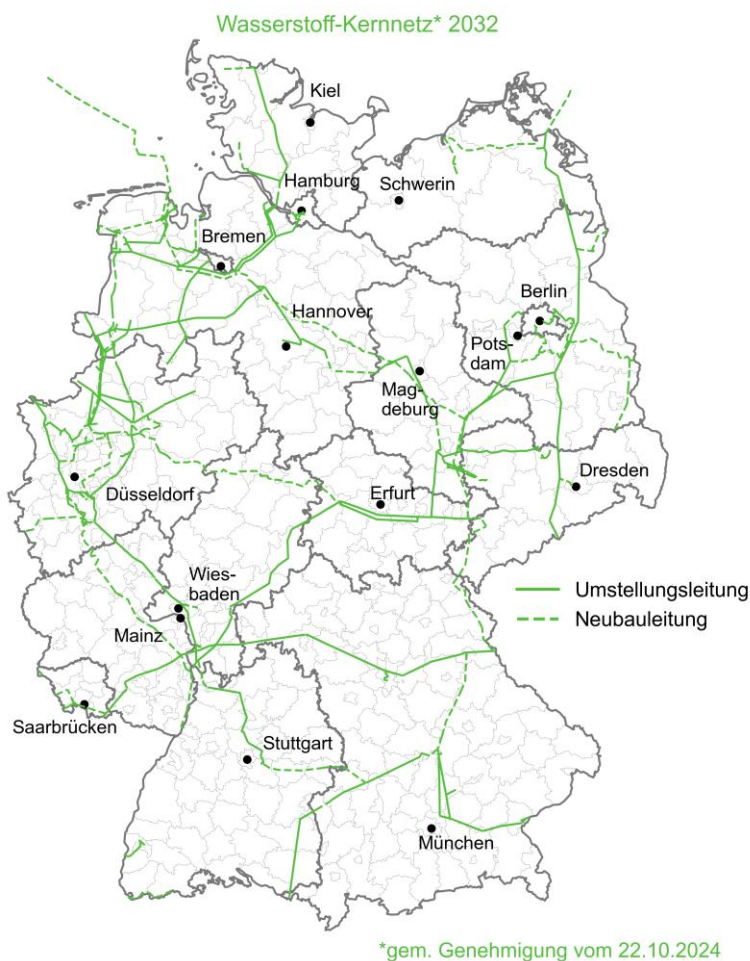 Wasserstoff-Kernnetz* 2032
Kiel
Hamburg
Schwerin
Bremen
Hannover
Berlin
Pots-
dam
Mag-
deburg
Düsseldorf
Erfurt
Dresden
Wies-
baden
Mainz
Umstellungsleitung
Neubauleitung
Saarbrücken
Stuttgart
München
*gem. Genehmigung vom 22.10.2024